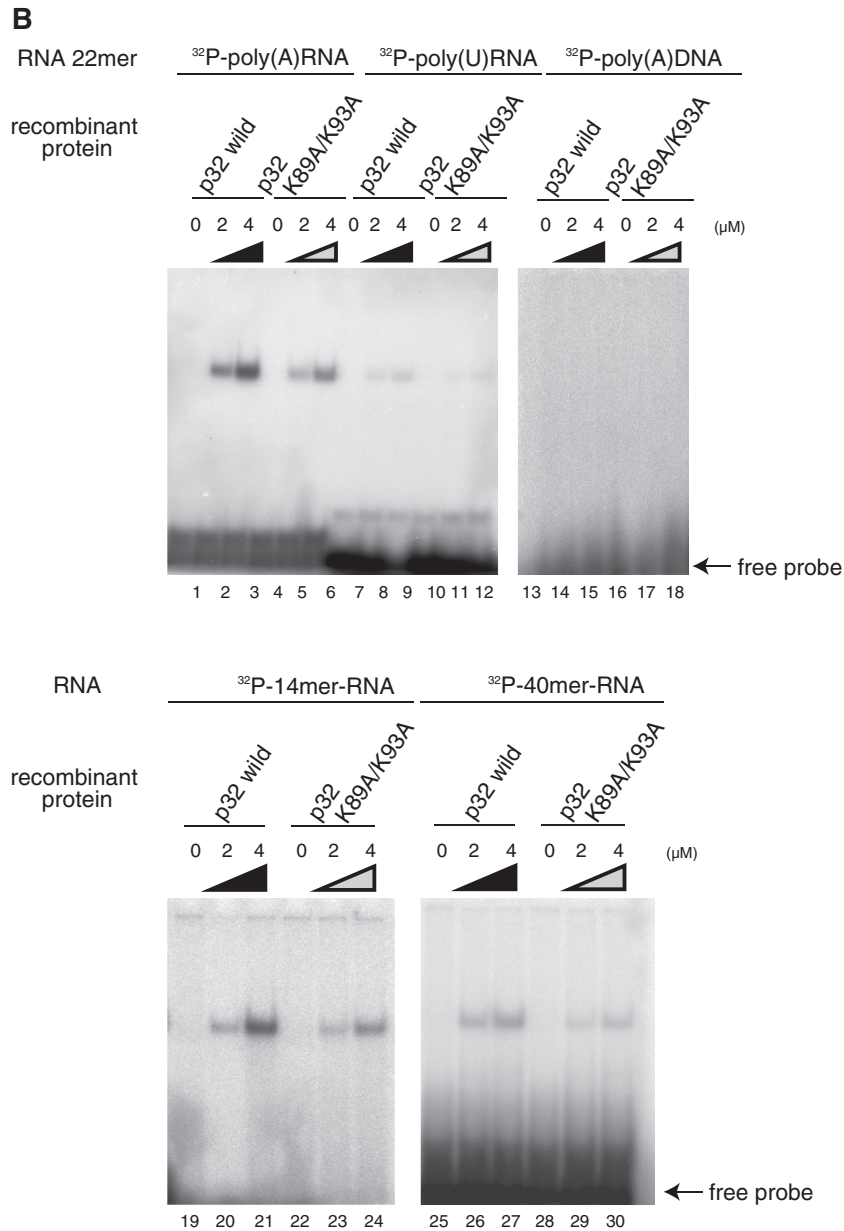 B
RNA 22mer
32P-poly(A)RNA 32P-poly(U)RNA 32P-poly(A)DNA
recombinant
protein
p32 wild p32 K89A/K93A p32 wild p32 K89A/K93A p32 wild p32 K89A/K93A
0 2 4 0 2 4 0 2 4 0 2 4 0 2 4 0 2 4 (μM)
free probe
1 2 3 4 5 6 7 8 9 10 11 12 13 14 15 16 17 18
RNA 32P-14mer-RNA 32P-40mer-RNA
recombinant
protein
p32 wild p32 K89A/K93A p32 wild p32 K89A/K93A
0 2 4 0 2 4 0 2 4 0 2 4 (μM)
free probe
19 20 21 22 23 24 25 26 27 28 29 30